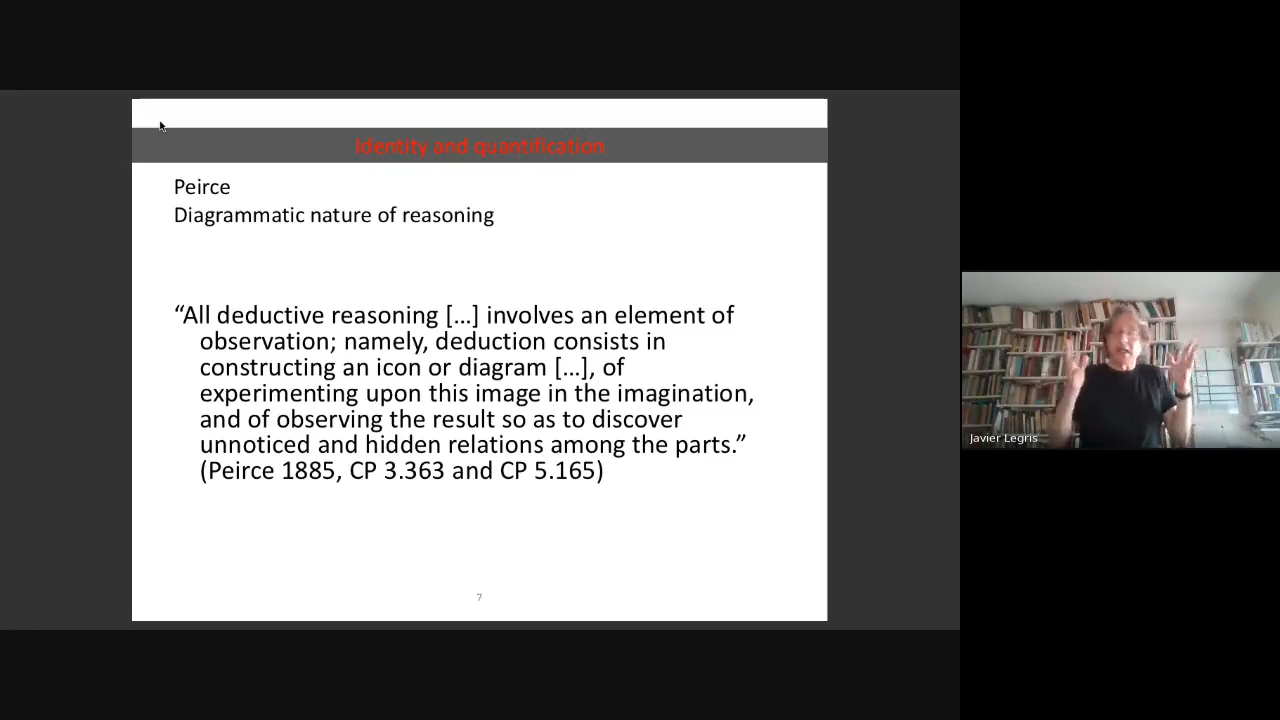 Identity and quantification
Peirce
Diagrammatic nature of reasoning
“All deductive reasoning […] involves an element of
observation; namely, deduction consists in
constructing an icon or diagram […], of
experimenting upon this image in the imagination,
and of observing the result so as to discover
unnoticed and hidden relations among the parts.”
(Peirce 1885, CP 3.363 and CP 5.165)
7
Javier Legris